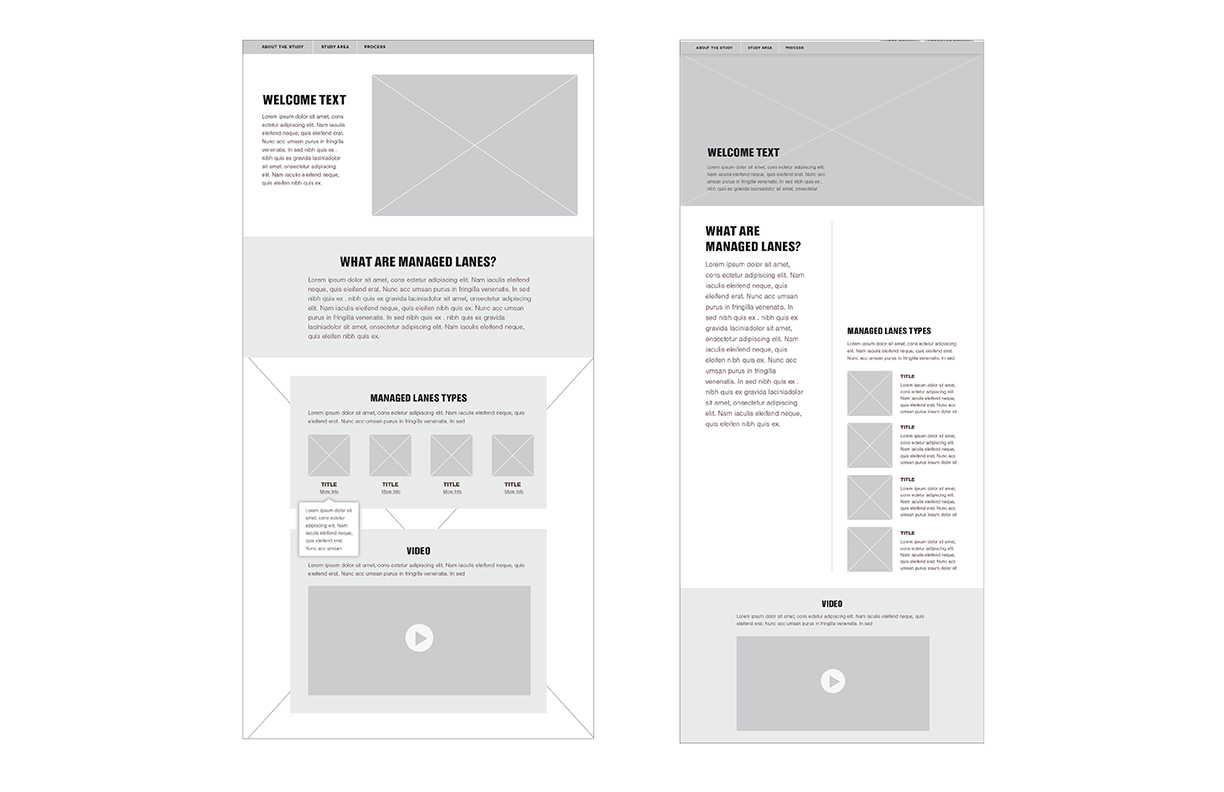 ABOUT THE STUDY STUDY AREA PROCESS
WELCOME TEXT
Lorem ipsum dolor sit amet, cons
ectetur adipiscing elit. Nam iaculis
eleifend neque, quis eleifend erat.
Nunc acc umsan purus in fringilla
venenatis. In sed nibh quis ex .
nibh quis ex gravida laciniadolor
sit amet, onsectetur adipiscing
elit. Nam iaculis eleifend neque,
quis eleifen nibh quis ex.
WHAT ARE MANAGED LANES?
Lorem ipsum dolor sit amet, cons ectetur adipiscing elit. Nam iaculis eleifend
neque, quis eleifend erat. Nunc acc umsan purus in fringilla venenatis. In sed
nibh quis ex . nibh quis ex gravida laciniadolor sit amet, onsectetur adipiscing
elit. Nam iaculis eleifend neque, quis eleifen nibh quis ex. Nunc acc umsan
purus in fringilla venenatis. In sed nibh quis ex . nibh quis ex gravida
laciniadolor sit amet, onsectetur adipiscing elit. Nam iaculis eleifend neque,
quis eleifen nibh quis ex.
MANAGED LANES TYPES
Lorem ipsum dolor sit amet, cons ectetur adipiscing elit. Nam iaculis eleifend neque, quis
eleifend erat. Nunc acc umsan purus in fringilla venenatis. In sed
TITLE TITLE TITLE TITLE
More Info More Info More Info More Info
Lorem ipsum dolor sit
amet, cons ectetur
adipiscing elit. Nam
iaculis eleifend neque,
quis eleifend erat.
Nunc acc umsan
VIDEO
Lorem ipsum dolor sit amet, cons ectetur adipiscing elit. Nam iaculis eleifend neque, quis
eleifend erat. Nunc acc umsan purus in fringilla venenatis. In sed
ABOUT THE STUDY STUDY AREA PROCESS
WELCOME TEXT
Lorem ipsum dolor sit amet, cons ectetur adipiscing elit.
Nam iaculis eleifend neque, quis eleifend erat. Nunc acc
umsan purus in fringilla venenatis. In sed nibh quis ex .
nibh quis ex gravida laciniadolor sit amet, onsectetur
WHAT ARE
MANAGED LANES?
Lorem ipsum dolor sit amet,
cons ectetur adipiscing elit. Nam
iaculis eleifend neque, quis
eleifend erat. Nunc acc umsan
purus in fringilla venenatis. In
sed nibh quis ex . nibh quis ex
gravida laciniadolor sit amet,
onsectetur adipiscing elit. Nam
iaculis eleifend neque, quis
eleifen nibh quis ex. Nunc acc
umsan purus in fringilla
venenatis. In sed nibh quis ex .
nibh quis ex gravida laciniadolor
sit amet, onsectetur adipiscing
elit. Nam iaculis eleifend neque,
quis eleifen nibh quis ex.
MANAGED LANES TYPES
Lorem ipsum dolor sit amet, cons ectetur adipiscing
elit. Nam iaculis eleifend neque, quis eleifend erat.
Nunc acc umsan purus in fringilla venenatis. In sed
TITLE
Lorem ipsum dolor sit amet,
cons ectetur adipiscing elit.
Nam iaculis eleifend neque,
quis eleifend erat. Nunc acc
umsan purus insum dolor sit
TITLE
Lorem ipsum dolor sit amet,
cons ectetur adipiscing elit.
Nam iaculis eleifend neque,
quis eleifend erat. Nunc acc
umsan purus insum dolor sit
TITLE
Lorem ipsum dolor sit amet,
cons ectetur adipiscing elit.
Nam iaculis eleifend neque,
quis eleifend erat. Nunc acc
umsan purus insum dolor sit
TITLE
Lorem ipsum dolor sit amet,
cons ectetur adipiscing elit.
Nam iaculis eleifend neque,
quis eleifend erat. Nunc acc
umsan purus insum dolor sit
VIDEO
Lorem ipsum dolor sit amet, cons ectetur adipiscing elit. Nam iaculis eleifend neque, quis
eleifend erat. Nunc acc umsan purus in fringilla venenatis. In sed